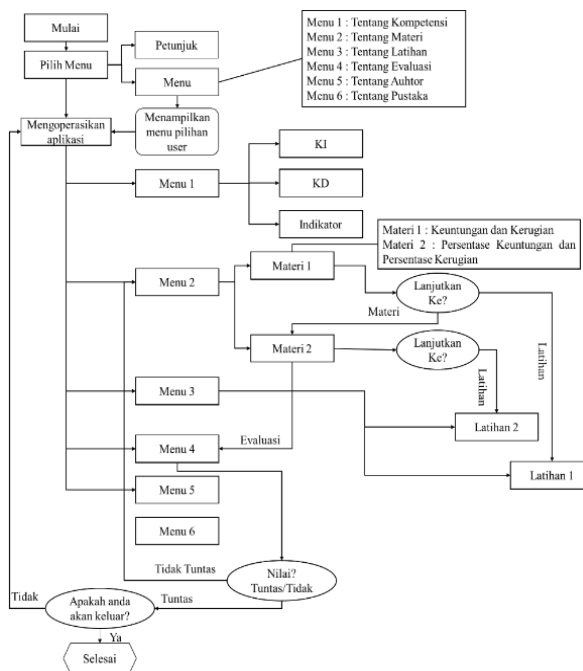 Mulai
Pilih Menu
Petunjuk
Menu
Menu 1 : Tentang Kompetensi
Menu 2 : Tentang Materi
Menu 3 : Tentang Latihan
Menu 4 : Tentang Evaluasi
Menu 5 : Tentang Auhtor
Menu 6 : Tentang Pustaka
Mengoperasikan
aplikasi
Menampilkan
menu pilihan
user
Menu 1
KI
KD
Indikator
Materi 1 : Keuntungan dan Kerugian
Materi 2 : Persentase Keuntungan dan
Persentase Kerugian
Menu 2
Materi 1
Lanjutkan
Ke?
Materi
Materi 2
Lanjutkan
Ke?
Latihan
Latihan
Menu 3
Latihan 2
Evaluasi
Menu 4
Latihan 1
Menu 5
Menu 6
Tidak Tuntas
Nilai?
Tuntas/Tidak
Tidak
Apakah anda
akan keluar?
Tuntas
Ya
Selesai